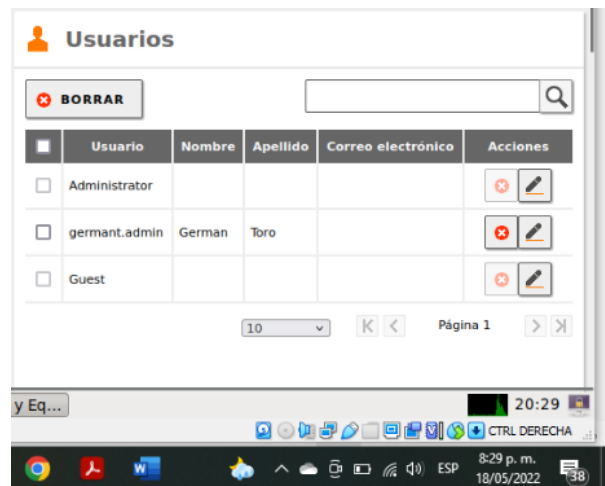 Usuarios
BORRAR
Usuario Nombre Apellido Correo electrónico Acciones
Administrator
germant.admin German Toro
Guest
10 Página 1
y Eq... 20:29
CTRL DERECHA
ESP 8:29 p. m.
18/05/2022 38